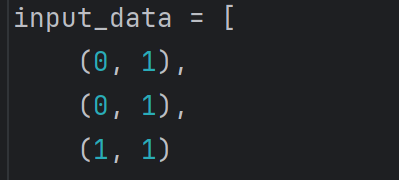 input_data = [
    (0, 1),
    (0, 1),
    (1, 1)